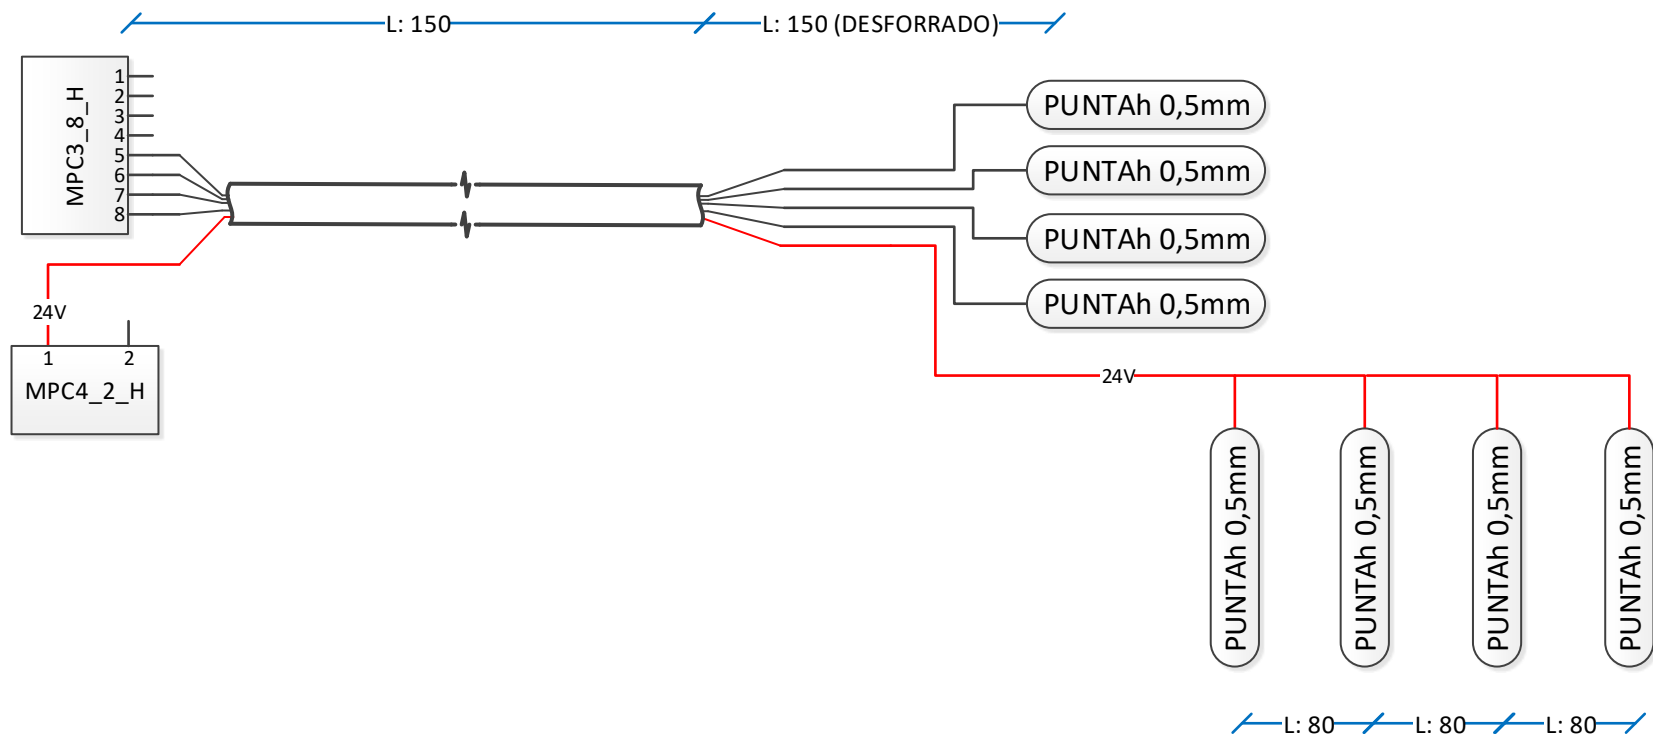 L: 150
L: 150 (DESFORRADO)
MPC3_8_H
1
2
3
4
5
6
7
8
PUNTAh 0,5mm
PUNTAh 0,5mm
PUNTAh 0,5mm
PUNTAh 0,5mm
24V
1
2
MPC4_2_H
24V
PUNTAh 0,5mm
PUNTAh 0,5mm
PUNTAh 0,5mm
PUNTAh 0,5mm
L: 80
L: 80
L: 80